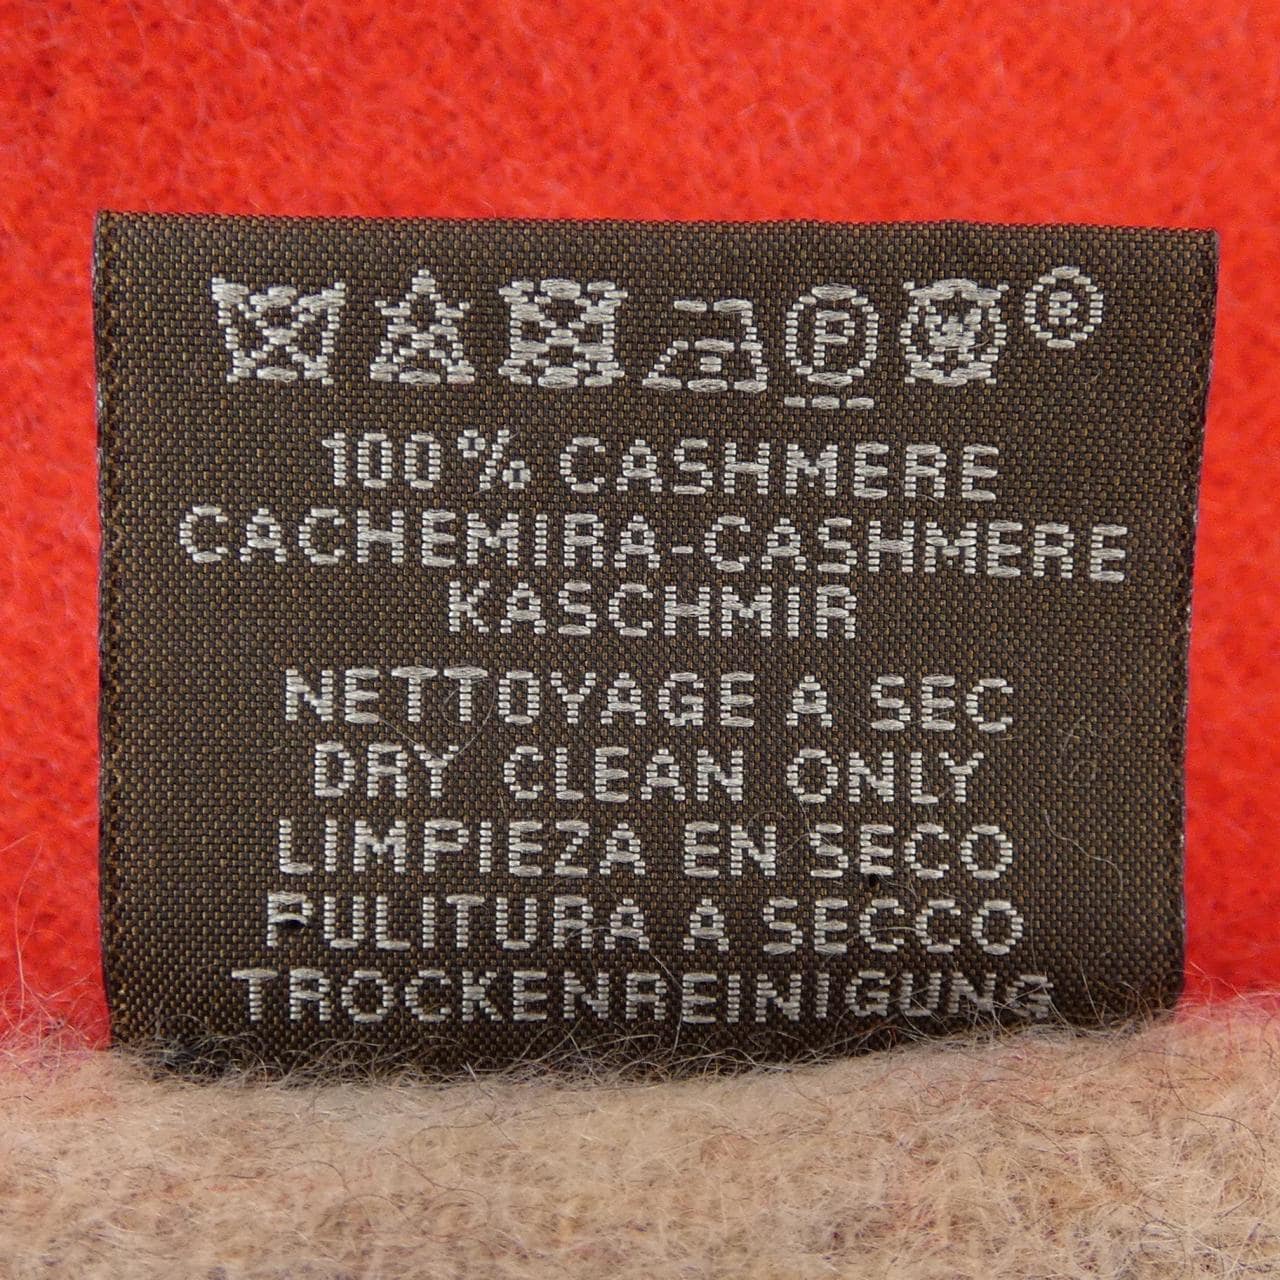 P ®
100% CASHMERE
CACHEMIRA-CASHMERE
KASCHMIR
NETTOYAGE A SEC
DRY CLEAN ONLY
LIMPIEZA EN SECO
PULITURA A SECCO
TROCKENREINIGUNG